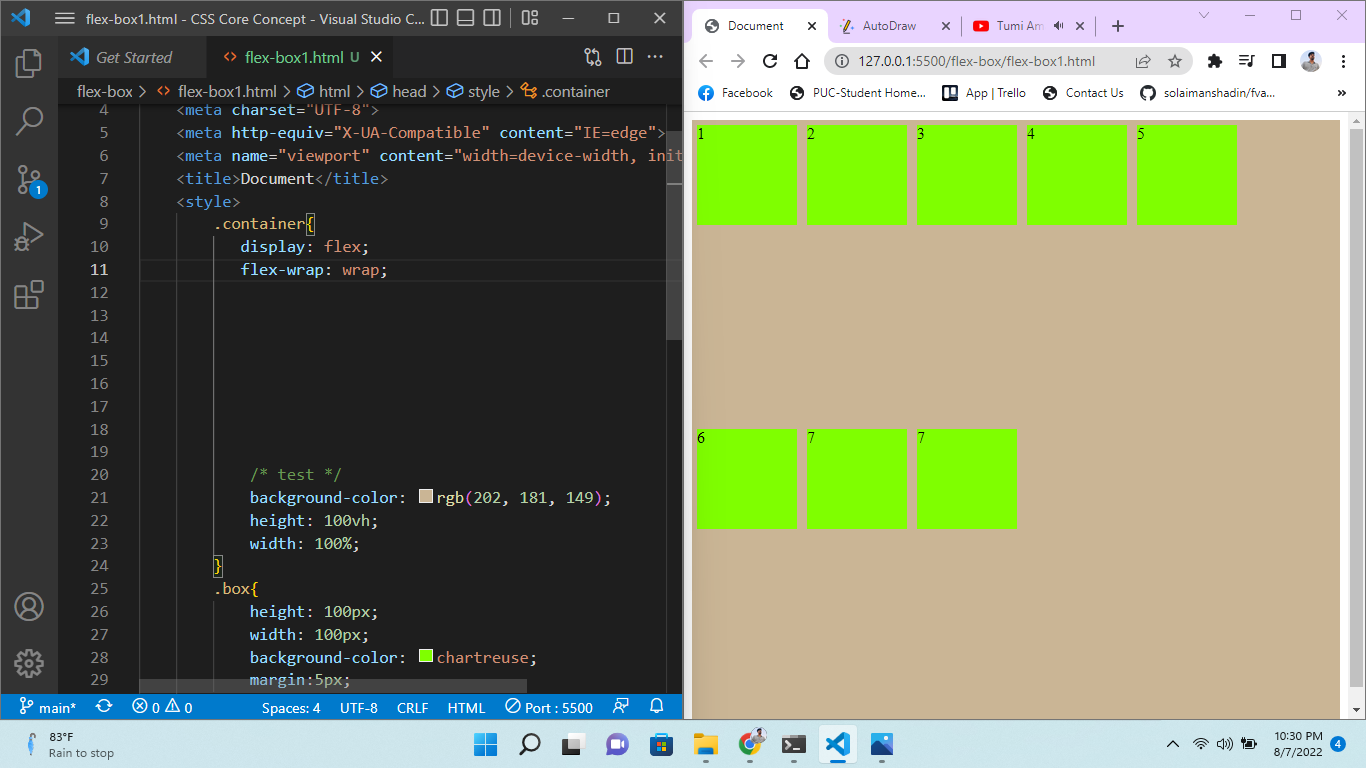 flex-box1.html - CSS Core Concept - Visual Studio C...
Get Started
flex-box1.html U
flex-box > flex-box1.html > html > head > style > .container
4 <meta charset="UTF-8">
5 <meta http-equiv="X-UA-Compatible" content="IE=edge">
6 <meta name="viewport" content="width=device-width, init
7 <title>Document</title>
8 <style>
9 .container{
10 display: flex;
11 flex-wrap: wrap;
12
13
14
15
16
17
18
19
20 /* test */
21 background-color: rgb(202, 181, 149);
22 height: 100vh;
23 width: 100%;
24 }
25 .box{
26 height: 100px;
27 width: 100px;
28 background-color: chartreuse;
29 margin:5px;
1
main* 0 0 Spaces: 4 UTF-8 CRLF HTML Port : 5500
Document AutoDraw Tumi Am
127.0.0.1:5500/flex-box/flex-box1.html
Facebook PUC-Student Home... App | Trello Contact Us solaimanshadin/fva... »
1 2 3 4 5
6 7 7
83°F
Rain to stop
10:30 PM
8/7/2022
4